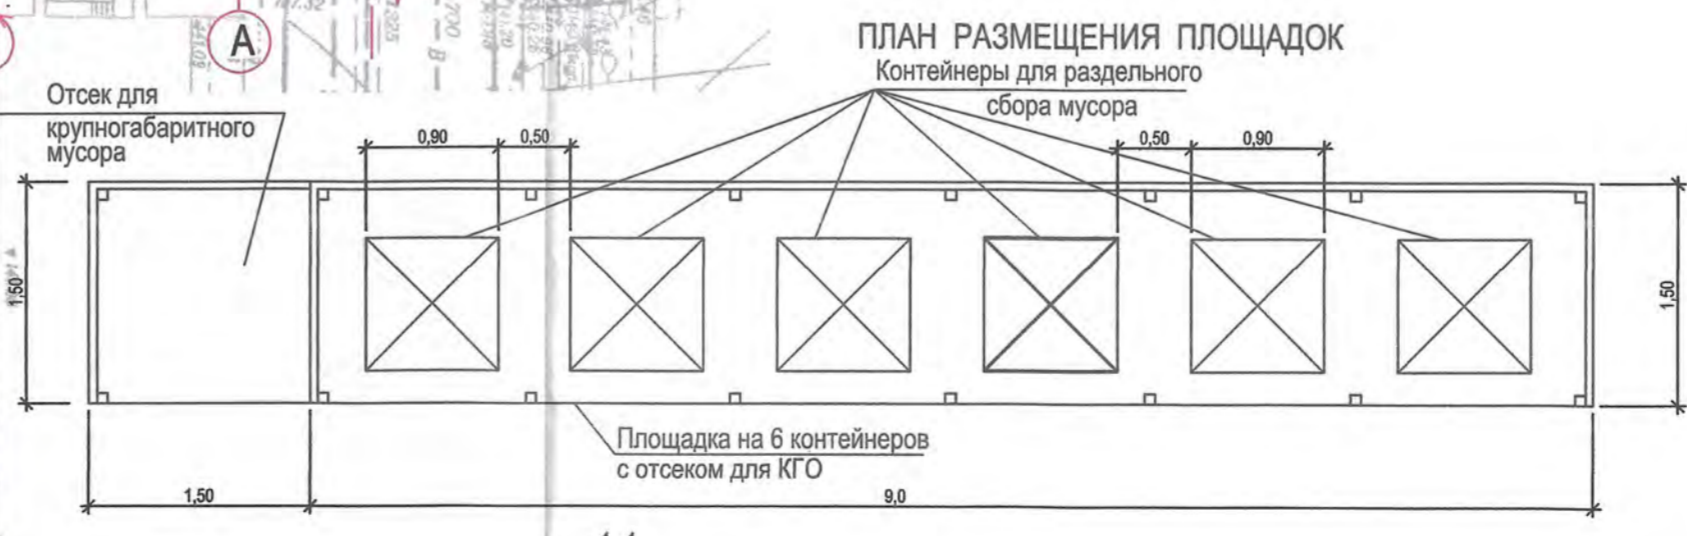 А
ПЛАН РАЗМЕЩЕНИЯ ПЛОЩАДОК
Контейнеры для раздельного
сбора мусора
Отсек для
крупногабаритного
мусора
0,90
0,50
0,50
0,90
1,50
1,50
Площадка на 6 контейнеров
с отсеком для КГО
1,50
9,0